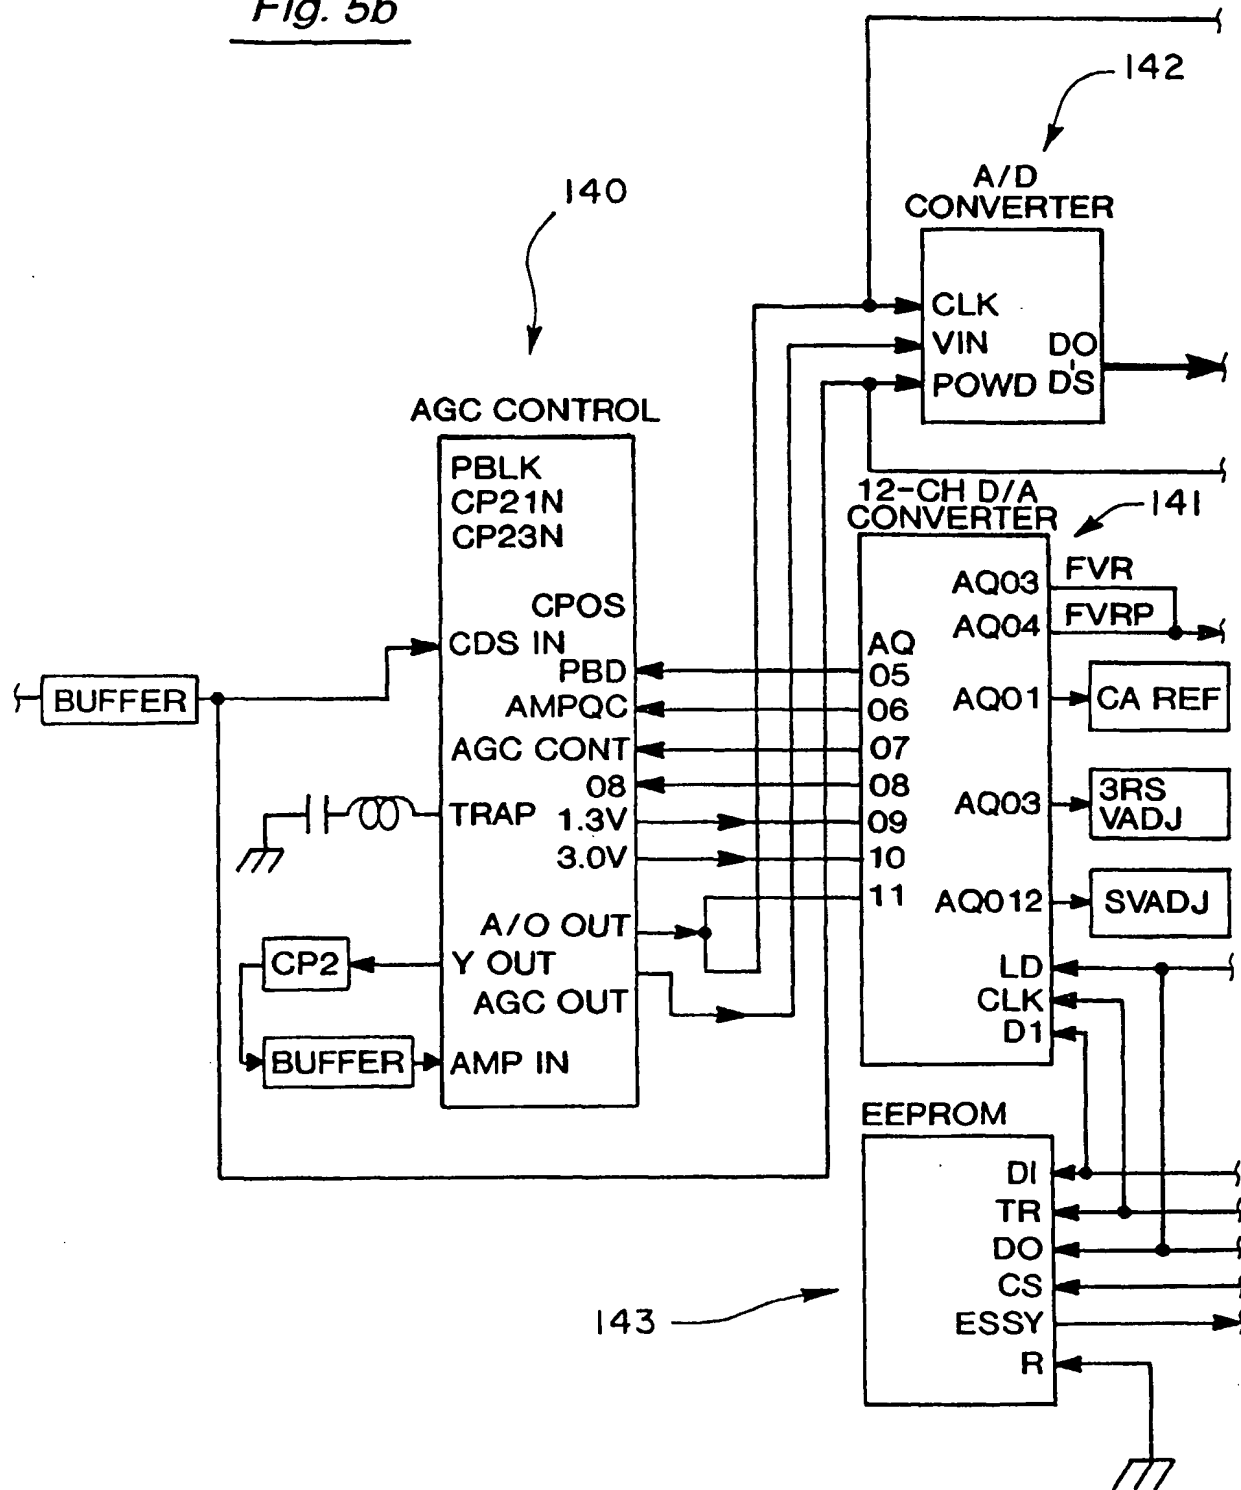 Fig. 5b
142
A/D
CONVERTER
CLK
VIN
POWD
DO
D'S
140
AGC CONTROL
PBLK
CP21N
CP23N
CPOS
CDS IN
PBD
AMPQC
AGC CONT
08
TRAP
1.3V
3.0V
A/O OUT
Y OUT
AGC OUT
AMP IN
BUFFER
CP2
BUFFER
12-CH D/A
CONVERTER
141
AQ
05
06
07
08
09
10
11
AQ03
FVR
AQ04
FVRP
AQ01
CA REF
AQ03
3RS
VADJ
AQ012
SVADJ
LD
CLK
D1
EEPROM
DI
TR
DO
CS
ESSY
R
143